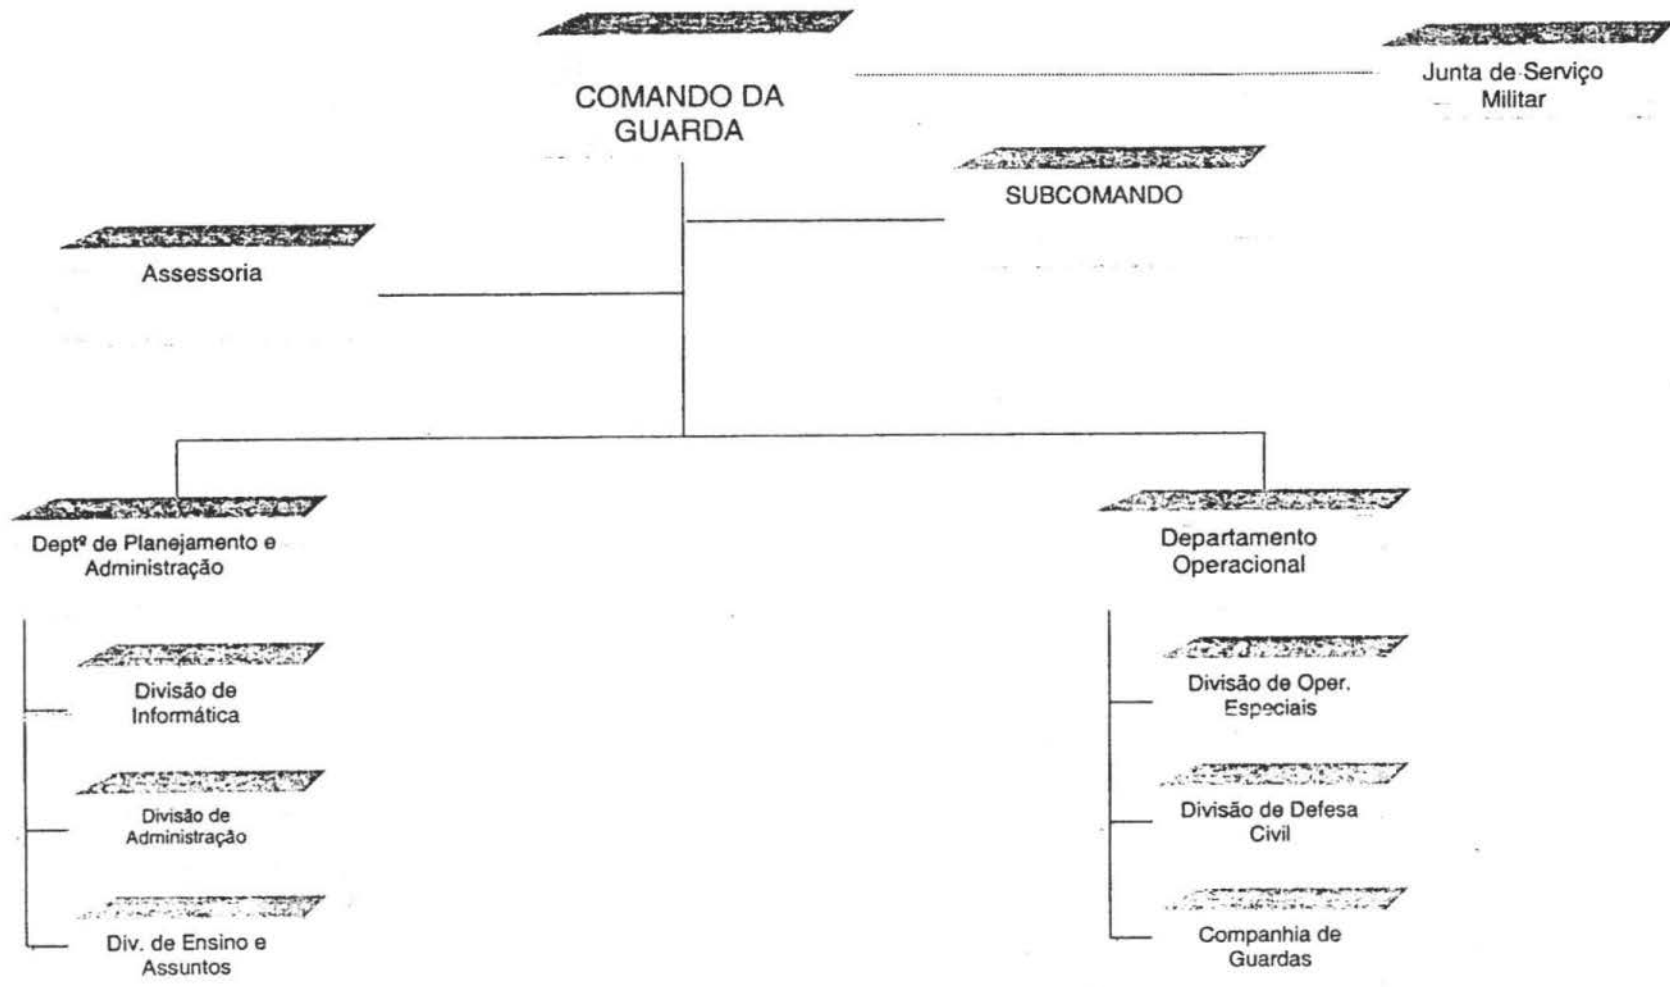 COMANDO DA
GUARDA
Junta de Serviço
Militar
SUBCOMANDO
Assessoria
Deptº de Planejamento e
Administração
Departamento
Operacional
Divisão de
Informática
Divisão de Oper.
Especiais
Divisão de
Administração
Divisão de Defesa
Civil
Div. de Ensino e
Assuntos
Companhia de
Guardas